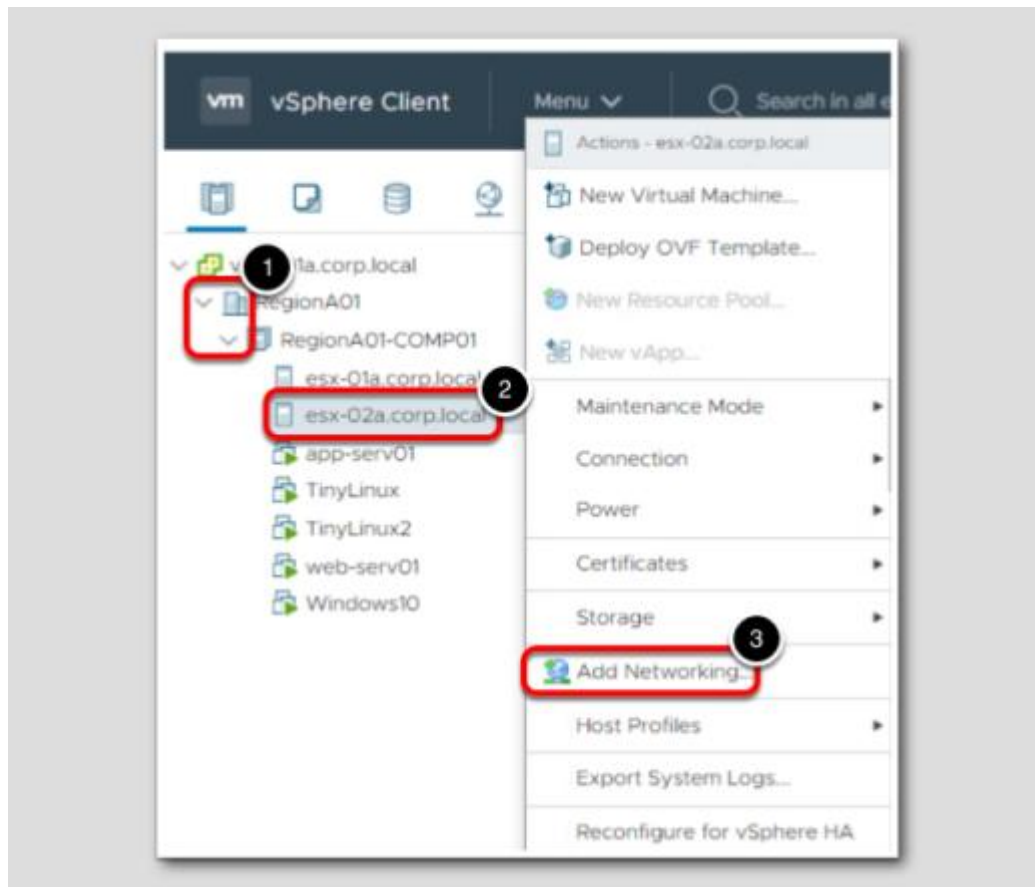 vm vSphere Client Menu Search in all
Actions - esx-02a.corp.local
New Virtual Machine...
Deploy OVF Template...
New Resource Pool...
New vApp...
Maintenance Mode
Connection
Power
Certificates
Storage
3
Add Networking...
Host Profiles
Export System Logs...
Reconfigure for vSphere HA
1
v 01a.corp.local
RegionA01
RegionA01-COMP01
esx-01a.corp.local
2
esx-02a.corp.local
app-serv01
TinyLinux
TinyLinux2
web-serv01
Windows10